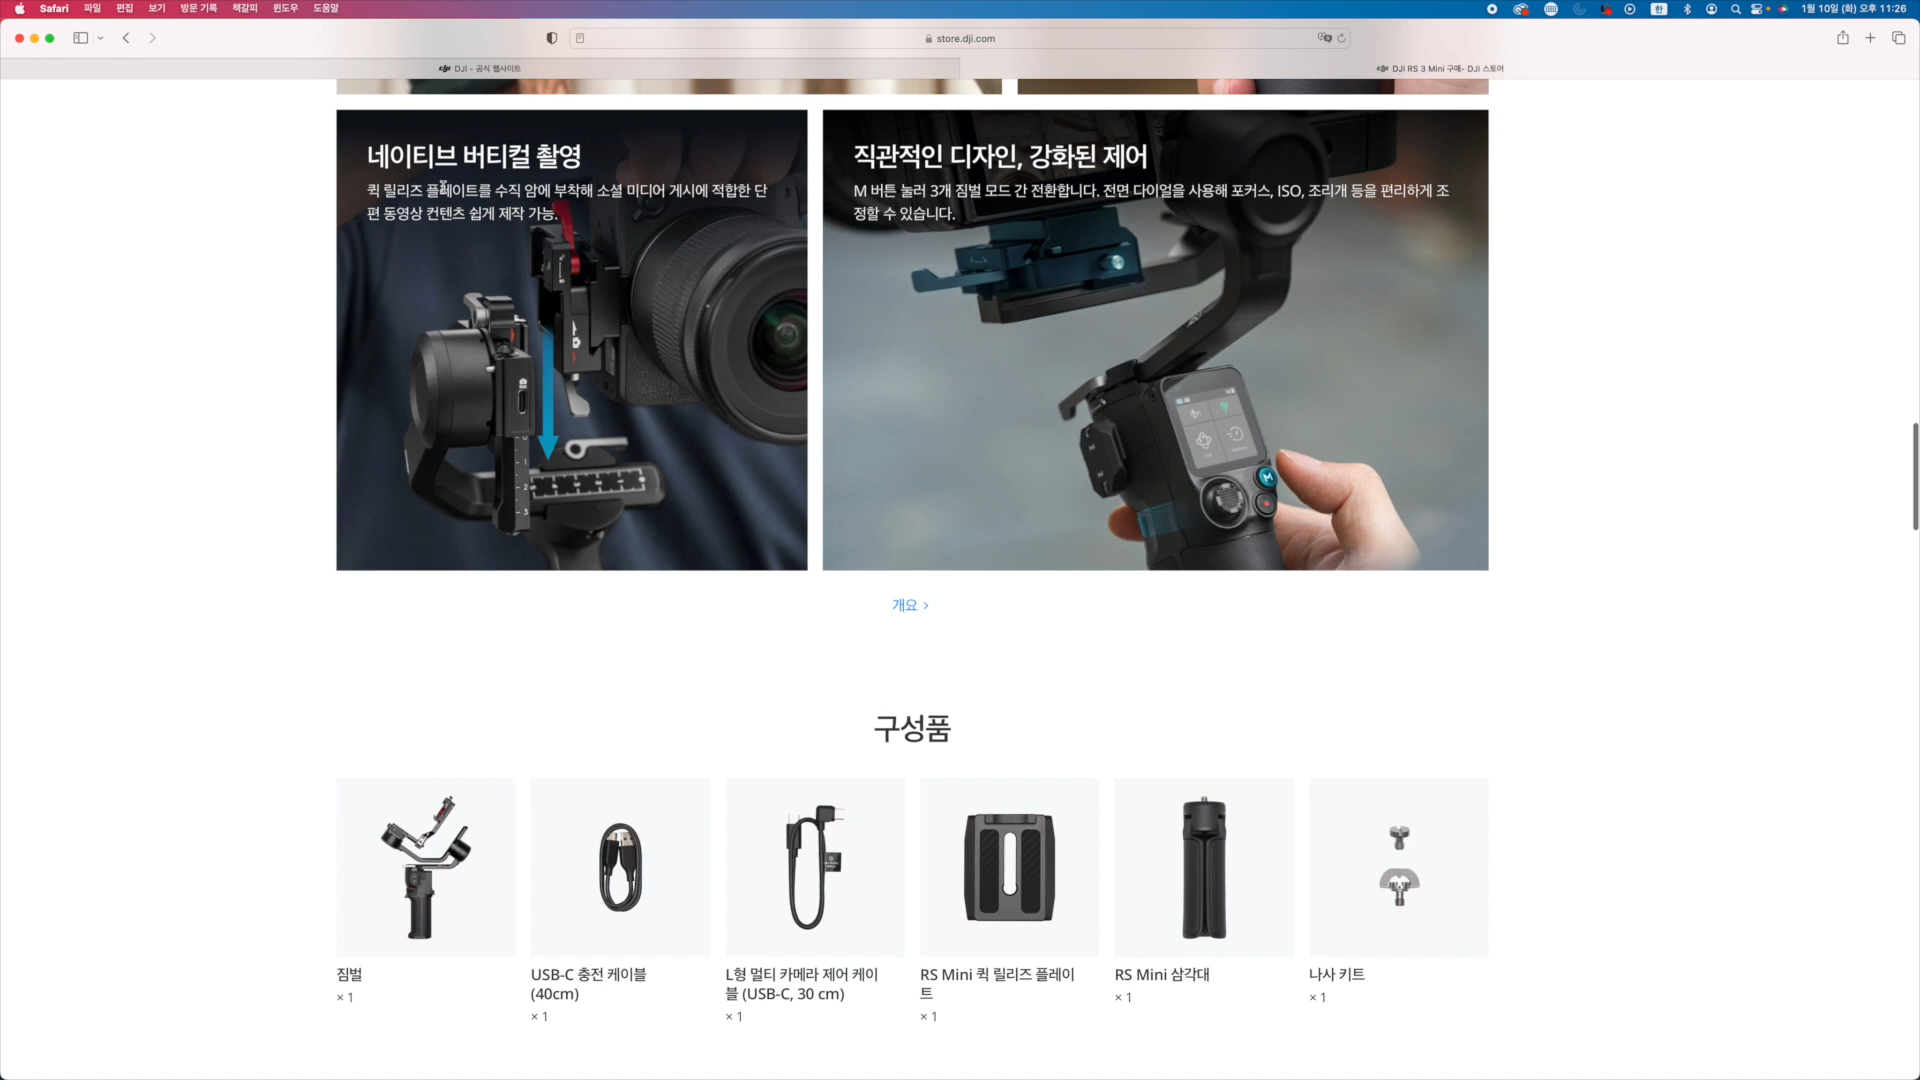 Safari 파일 편집 보기 방문 기록 책갈피 윈도우 도움말
한 1월 10일 (화) 오후 11:26
store.dji.com
DJI - 공식 웹사이트
DJI RS 3 Mini 구매- DJI 스토어
네이티브 버티컬 촬영
퀵 릴리즈 플레이트를 수직 암에 부착해 소셜 미디어 게시에 적합한 단
편 동영상 컨텐츠 쉽게 제작 가능.
직관적인 디자인, 강화된 제어
M 버튼 눌러 3개 짐벌 모드 간 전환합니다. 전면 다이얼을 사용해 포커스, ISO, 조리개 등을 편리하게 조
정할 수 있습니다.
0
1
2
3
M
개요 >
구성품
짐벌
× 1
USB-C 충전 케이블
(40cm)
× 1
L형 멀티 카메라 제어 케이
블 (USB-C, 30 cm)
× 1
RS Mini 퀵 릴리즈 플레이
트
× 1
RS Mini 삼각대
× 1
나사 키트
× 1